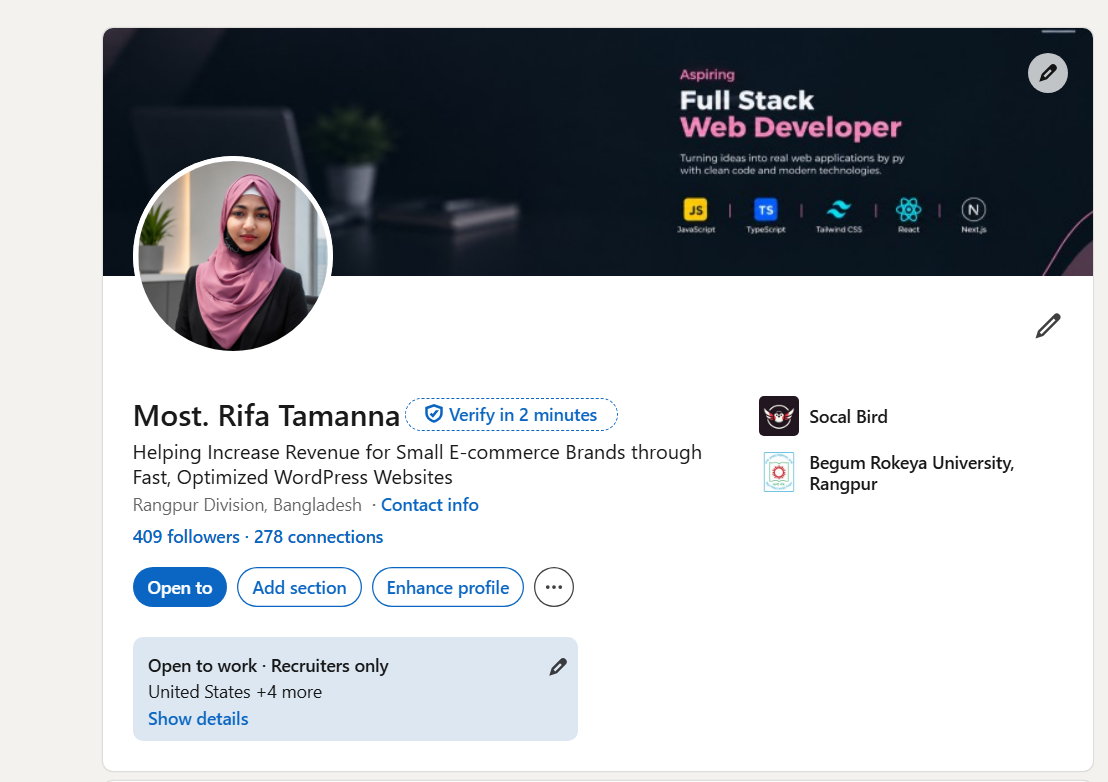 Aspiring
Full Stack
Web Developer
Turning ideas into real web applications by py
with clean code and modern technologies.
JS
TS
N
JavaScript
TypeScript
Tailwind CSS
React
Next.js
Most. Rifa Tamanna
Verify in 2 minutes
Helping Increase Revenue for Small E-commerce Brands through
Fast, Optimized WordPress Websites
Rangpur Division, Bangladesh · Contact info
409 followers · 278 connections
Open to
Add section
Enhance profile
Socal Bird
Begum Rokeya University,
Rangpur
Open to work · Recruiters only
United States +4 more
Show details